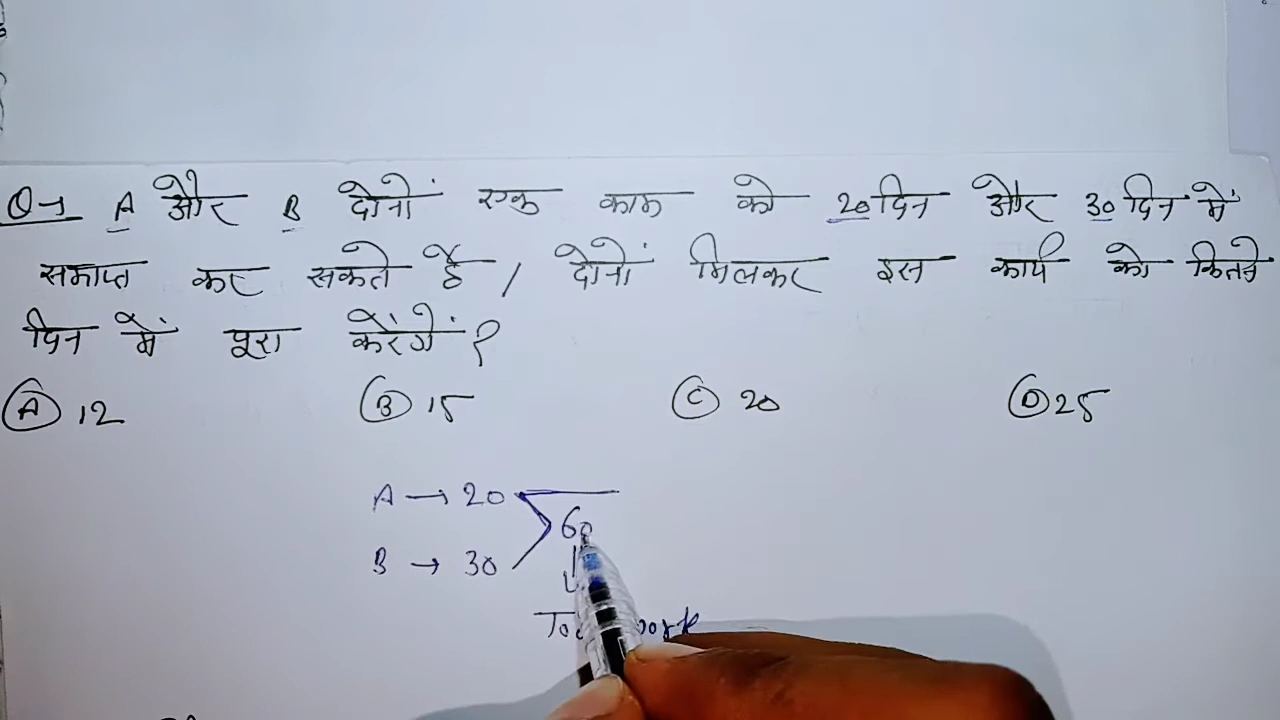 Q-1 A और B दोनों एक काम को 20 दिन और 30 दिन में
समाप्त कर सकते है / दोनों मिलकर इस कार्य को कितने
दिन में पूरा करेंगें ?
(A) 12 (B) 15 (C) 20 (D) 25
A → 20
60
B → 30